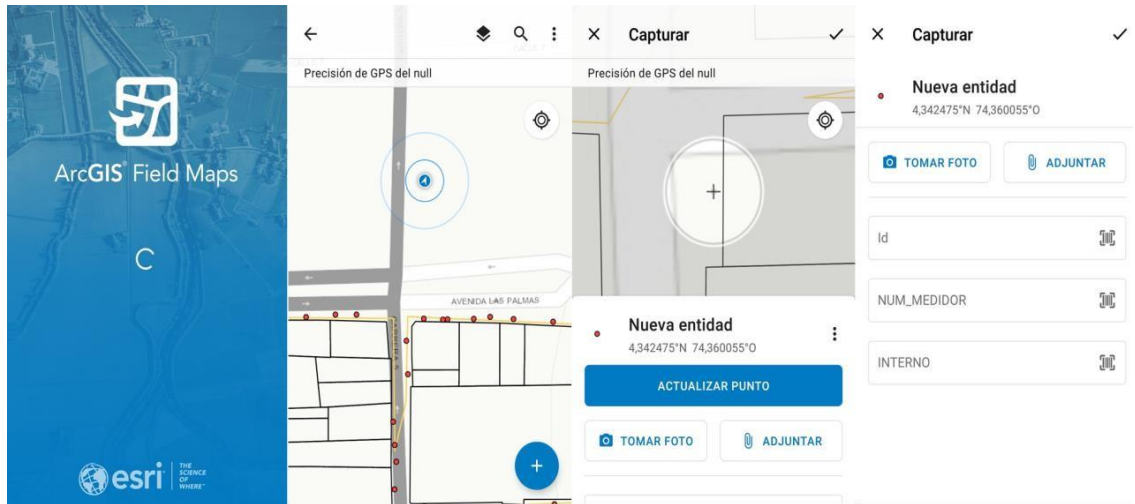 ArcGIS Field Maps
esri
THE
SCIENCE
OF
WHERE
Precisión de GPS del null
AVENIDA LAS PALMAS
Capturar
Precisión de GPS del null
Nueva entidad
4,342475°N 74,360055°O
ACTUALIZAR PUNTO
TOMAR FOTO
ADJUNTAR
Capturar
Nueva entidad
4,342475°N 74,360055°O
TOMAR FOTO
ADJUNTAR
Id
NUM_MEDIDOR
INTERNO